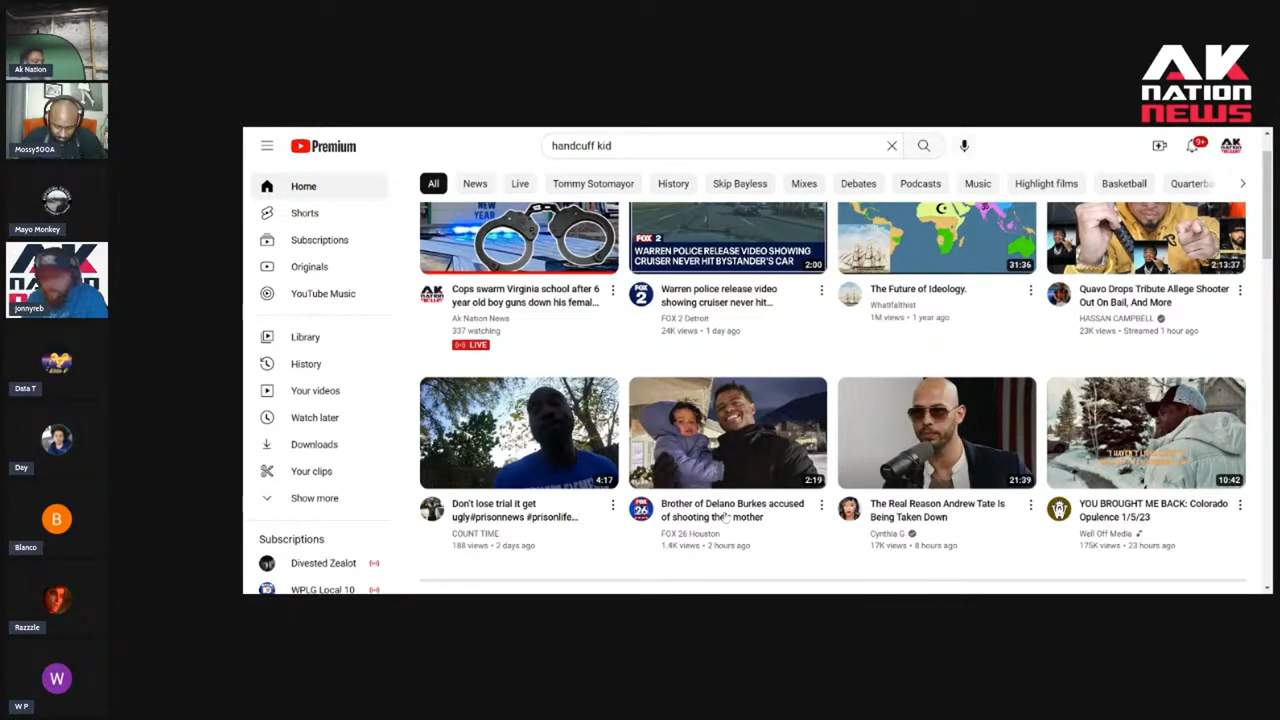 Ak Nation
Mossy500A
Mayo Monkey
jonnyreb
Data T
Day
B
Blanco
Razzzle
W
W P
AK
NATION
NEWS
Premium
handcuff kid
9+
Home
Shorts
Subscriptions
Originals
YouTube Music
Library
History
Your videos
Watch later
Downloads
Your clips
Show more
Subscriptions
Divested Zealot
WPLG Local 10
All
News
Live
Tommy Sotomayor
History
Skip Bayless
Mixes
Debates
Podcasts
Music
Highlight films
Basketball
Quarterba
NEW
YEAR
FOX 2
WARREN POLICE RELEASE VIDEO SHOWING
CRUISER NEVER HIT BYSTANDER'S CAR
2:00
31:36
2:13:37
Cops swarm Virginia school after 6
year old boy guns down his femal...
Ak Nation News
337 watching
LIVE
Warren police release video
showing cruiser never hit...
FOX 2 Detroit
24K views • 1 day ago
The Future of Ideology.
Whatifalthist
1M views • 1 year ago
Quavo Drops Tribute Allege Shooter
Out On Bail, And More
HASSAN CAMPBELL
23K views • Streamed 1 hour ago
4:17
2:19
21:39
10:42
Don't lose trial it get
ugly#prisonnews #prisonlife...
COUNT TIME
188 views • 2 days ago
Brother of Delano Burkes accused
of shooting their mother
FOX 26 Houston
1.4K views • 2 hours ago
The Real Reason Andrew Tate Is
Being Taken Down
Cynthia G
17K views • 8 hours ago
YOU BROUGHT ME BACK: Colorado
Opulence 1/5/23
Well Off Media
175K views • 23 hours ago